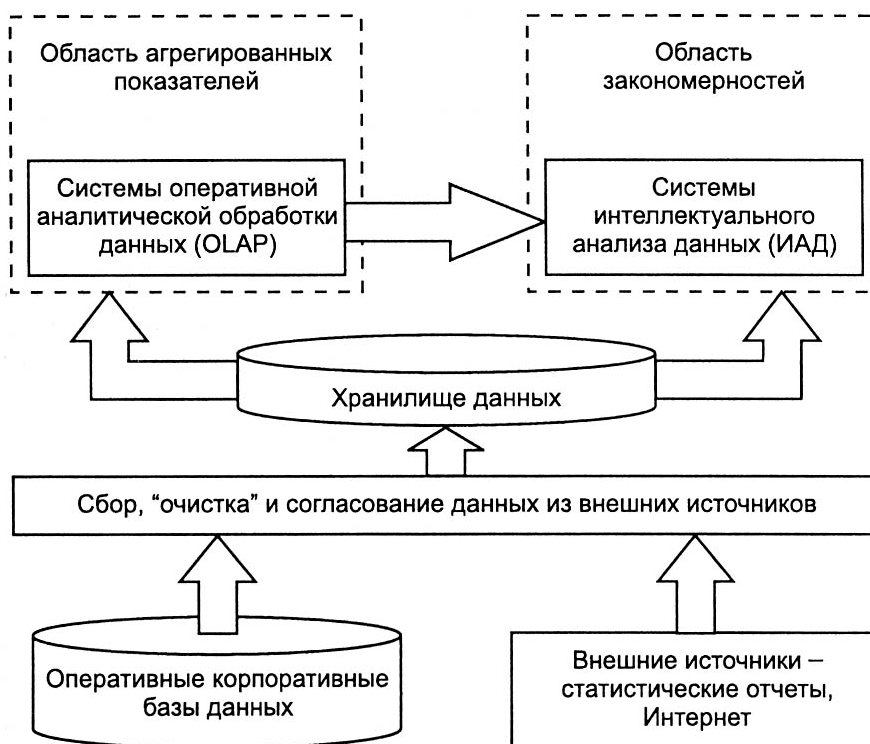 Область агрегированных
показателей
Область
закономерностей
Системы оперативной
аналитической обработки
данных (OLAP)
Системы
интеллектуального
анализа данных (ИАД)
Хранилище данных
Сбор, “очистка” и согласование данных из внешних источников
Оперативные корпоративные
базы данных
Внешние источники –
статистические отчеты,
Интернет